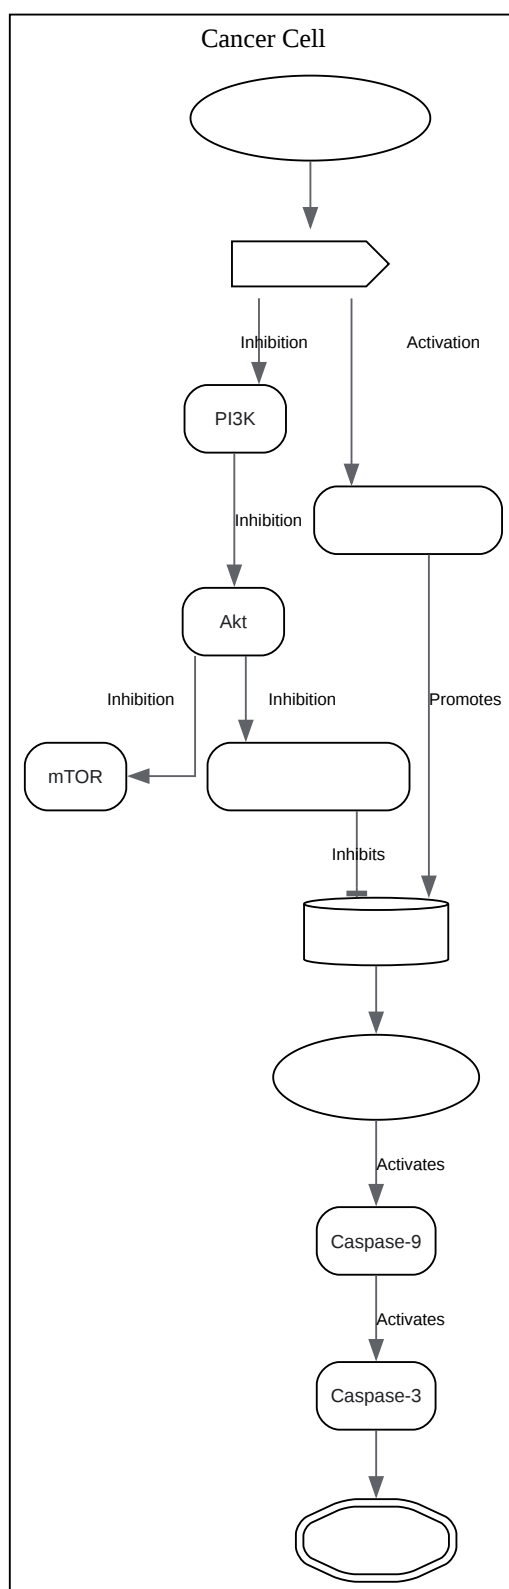 Cancer Cell
Inhibition
Activation
PI3K
Inhibition
Akt
Inhibition
Inhibition
Promotes
mTOR
Inhibits
Activates
Caspase-9
Activates
Caspase-3